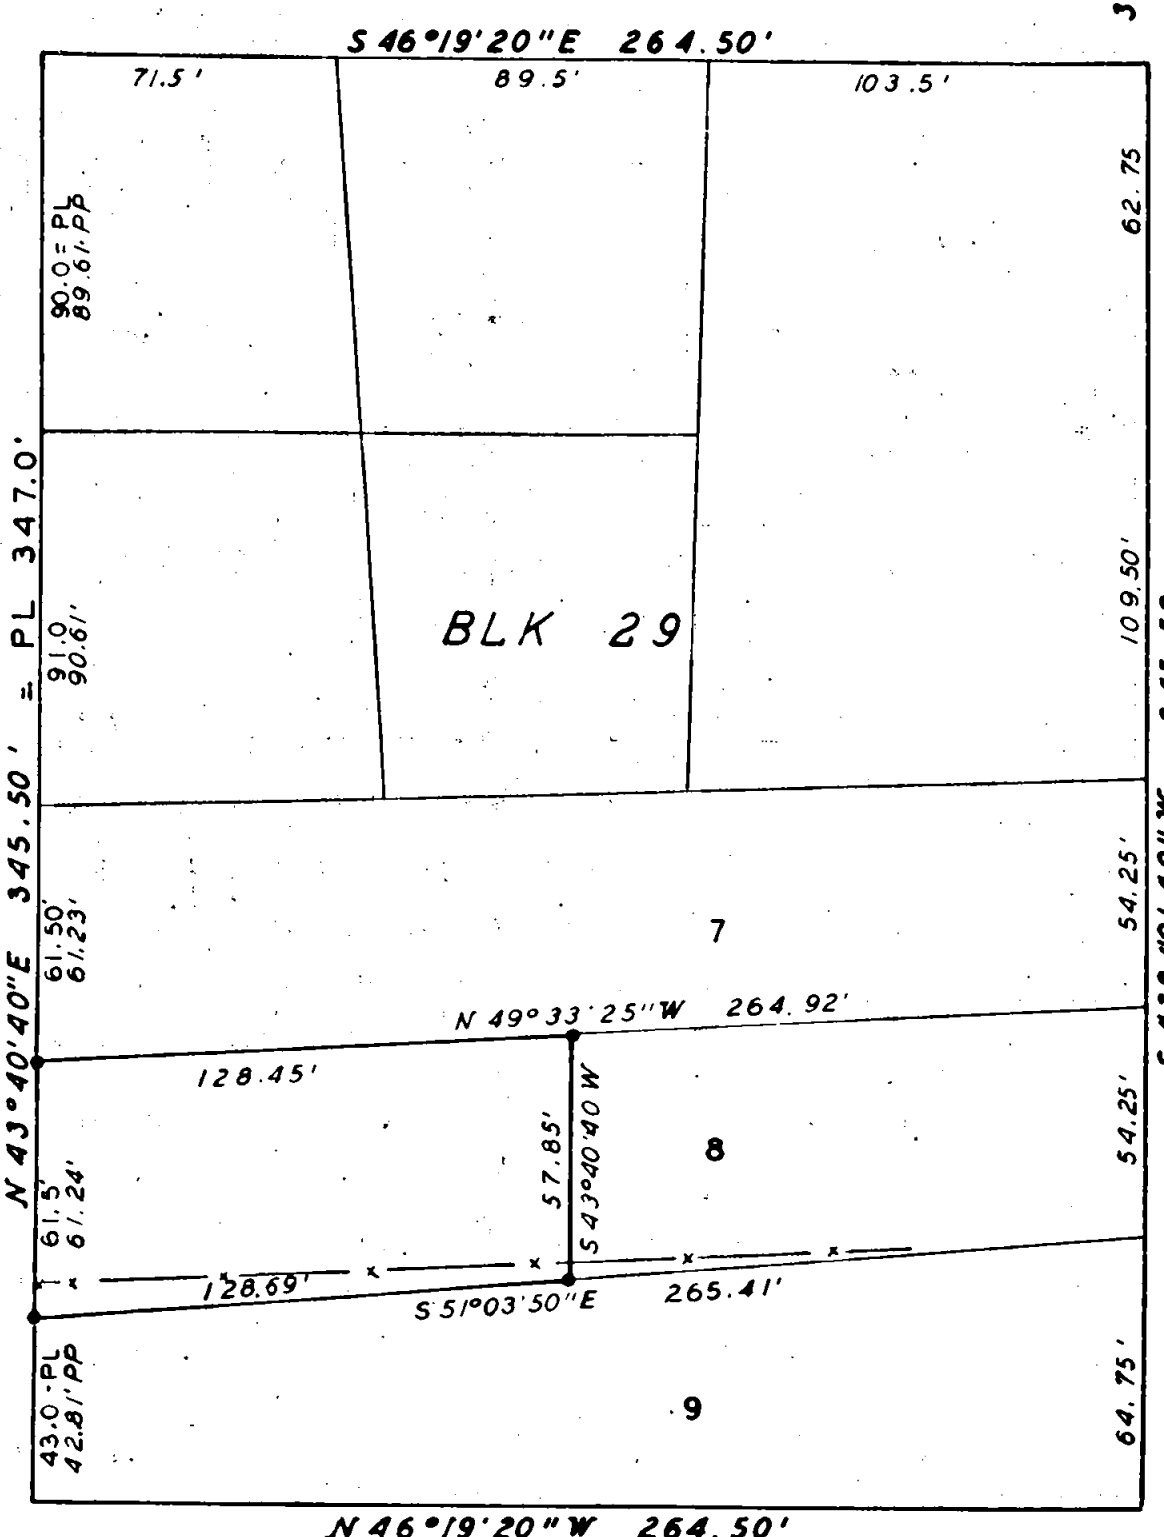 3
S 46°19'20"E 264.50'
71.5'
89.5'
103.5'
90.0 = PL
89.61 PP
62.75
N 43°40'40"E 345.50' = PL 347.0'
91.0
90.61'
BLK 29
109.50'
61.50'
61.23'
7
54.25'
N 49°33'25"W 264.92'
128.45'
61.5'
61.24'
57.85'
S 43°40'40 W
8
54.25'
128.69'
S 51°03'50"E 265.41'
43.0 - PL
42.81' PP
9
64.75'
N 46°19'20"W 264.50'